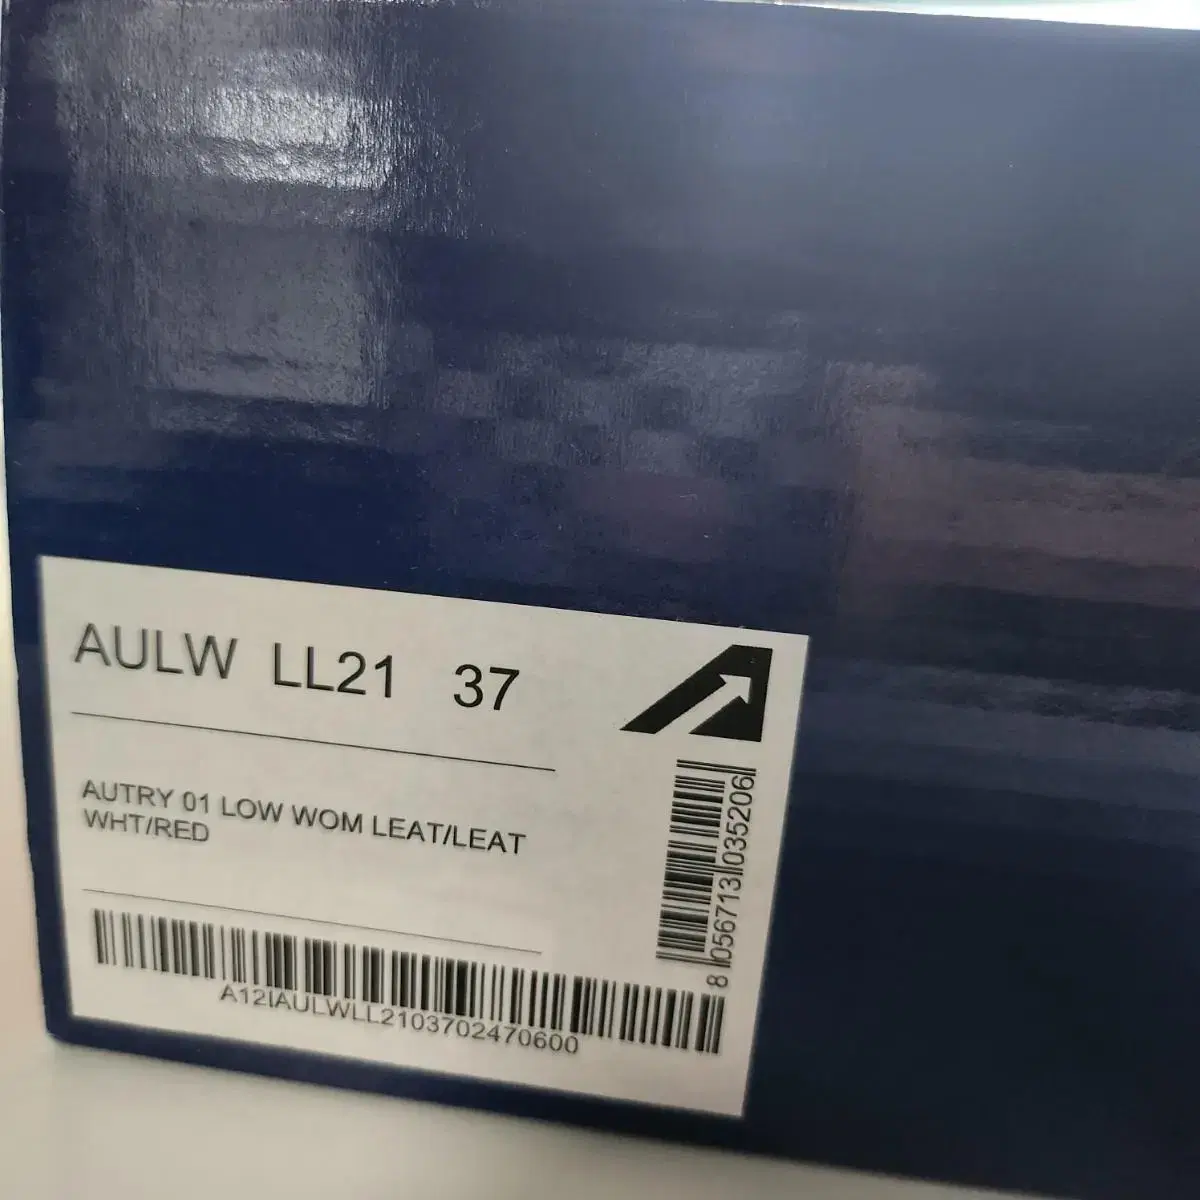 AULW LL21 37
AUTRY 01 LOW WOM LEAT/LEAT
WHT/RED
8 056713 035206
A12IAULWLL2103702470600